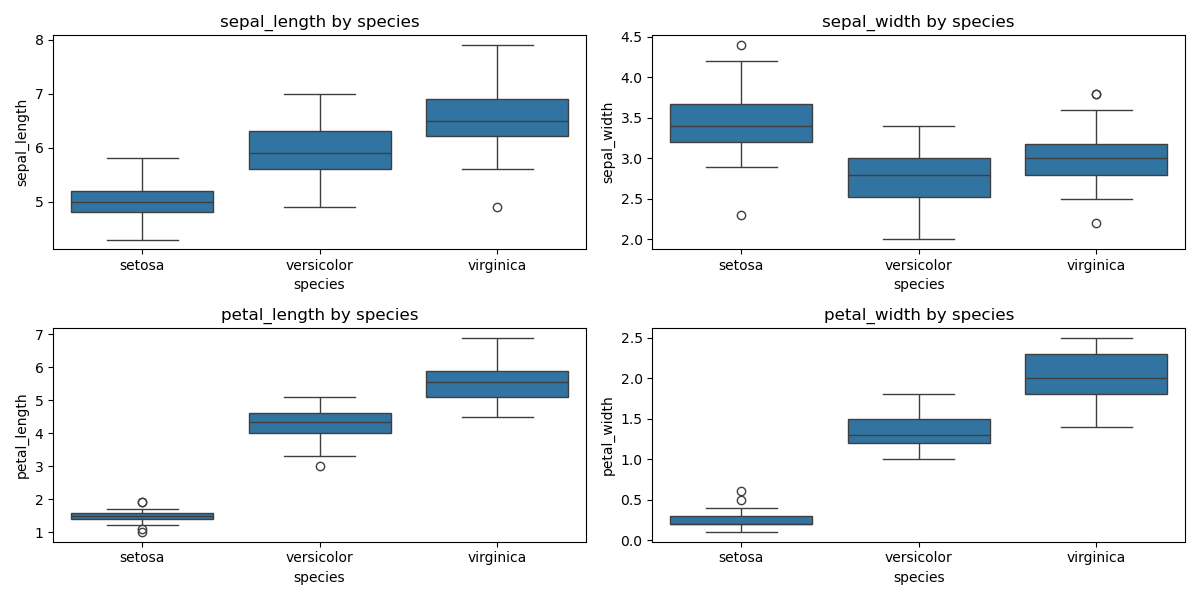 sepal_length by species
sepal_length
8
7
6
5
setosa versicolor virginica
species
sepal_width by species
sepal_width
4.5
4.0
3.5
3.0
2.5
2.0
setosa versicolor virginica
species
petal_length by species
petal_length
7
6
5
4
3
2
1
setosa versicolor virginica
species
petal_width by species
petal_width
2.5
2.0
1.5
1.0
0.5
0.0
setosa versicolor virginica
species